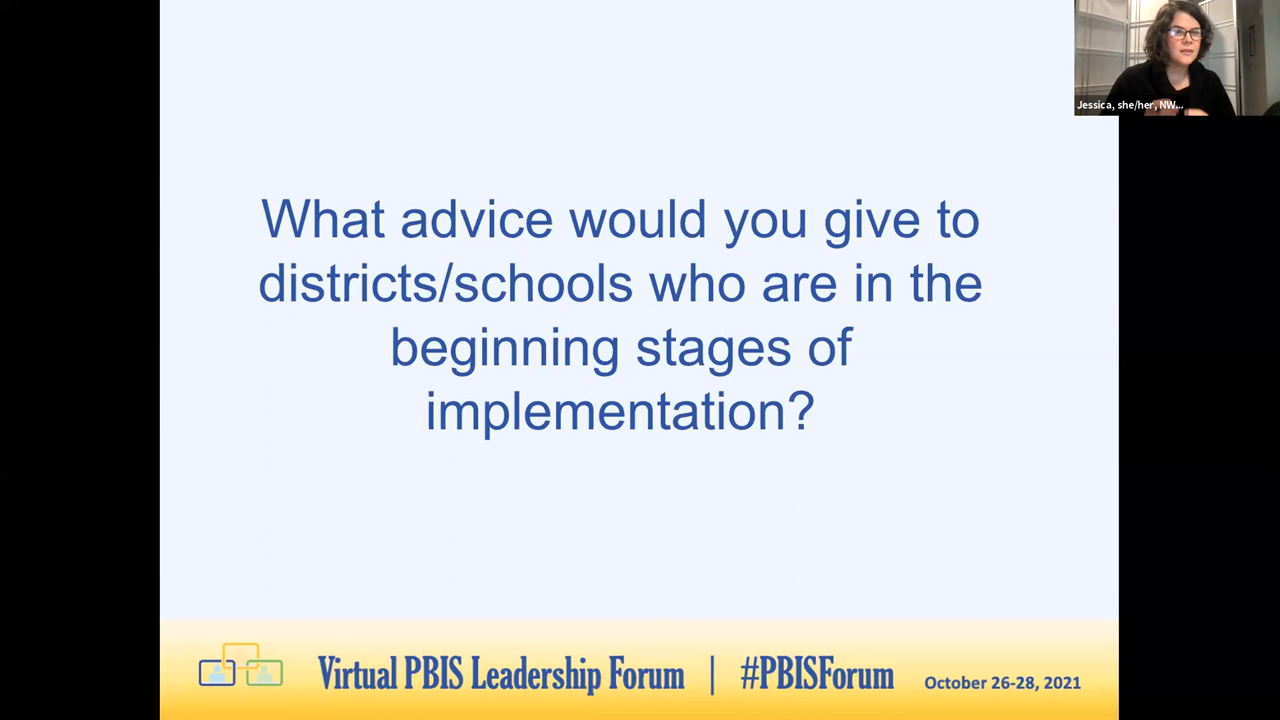 Jessica, she/her, NW...
What advice would you give to
districts/schools who are in the
beginning stages of
implementation?
Virtual PBIS Leadership Forum | #PBISForum October 26-28, 2021